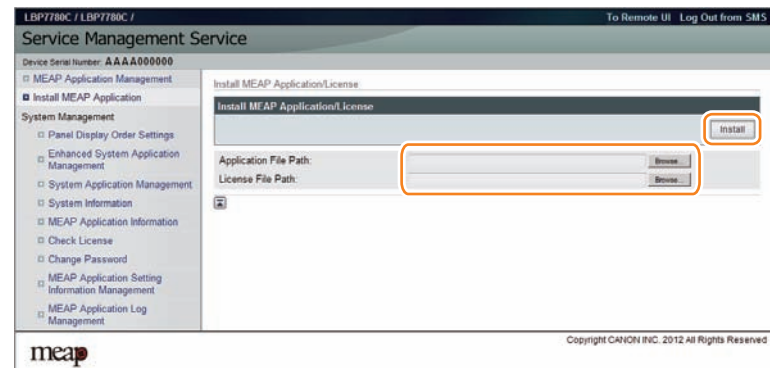 LBP7780C / LBP7780C /
To Remote UI Log Out from SMS
Service Management Service
Device Serial Number: AAAA000000
MEAP Application Management
Install MEAP Application
System Management
Panel Display Order Settings
Enhanced System Application
Management
System Application Management
System Information
MEAP Application Information
Check License
Change Password
MEAP Application Setting
Information Management
MEAP Application Log
Management
Install MEAP Application/License
Install MEAP Application/License
Install
Application File Path:
Browse...
License File Path:
Browse...
Copyright CANON INC. 2012 All Rights Reserved
meap